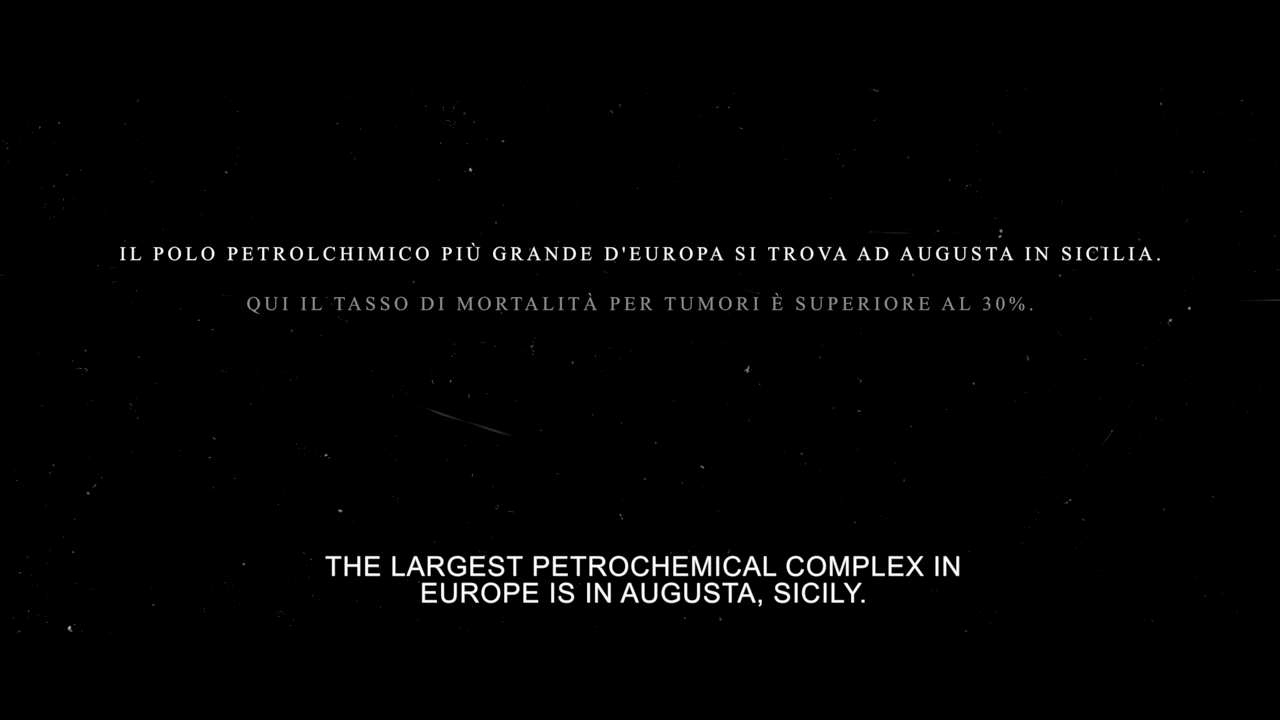 IL POLO PETROLCHIMICO PIÙ GRANDE D'EUROPA SI TROVA AD AUGUSTA IN SICILIA.
QUI IL TASSO DI MORTALITÀ PER TUMORI È SUPERIORE AL 30%.
THE LARGEST PETROCHEMICAL COMPLEX IN
EUROPE IS IN AUGUSTA, SICILY.